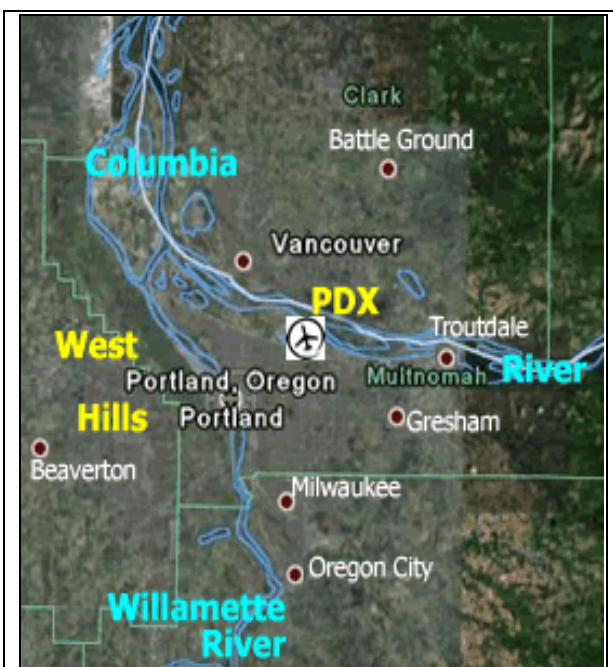 Clark
Battle Ground
Columbia
Vancouver
PDX
Troutdale
West
Multnomah
River
Portland, Oregon
Hills
Portland
Gresham
Beaverton
Milwaukee
Oregon City
Willamette
River